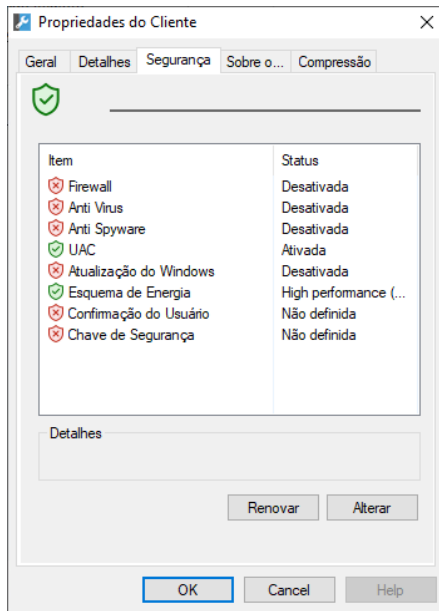 Propriedades do Cliente
Geral Detalhes Segurança Sobre o... Compressão
Item Status
Firewall Desativada
Anti Virus Desativada
Anti Spyware Desativada
UAC Ativada
Atualização do Windows Desativada
Esquema de Energia High performance (...
Confirmação do Usuário Não definida
Chave de Segurança Não definida
Detalhes
Renovar Alterar
OK Cancel Help